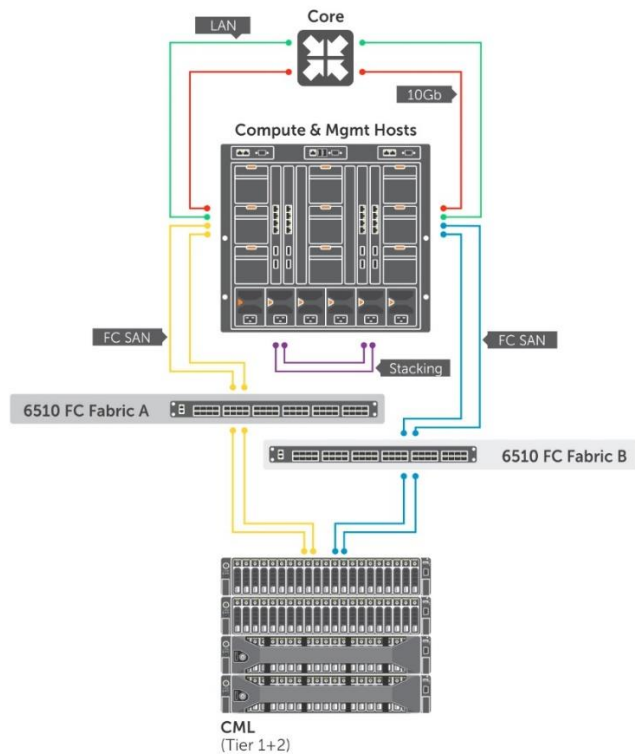 Core
LAN
10Gb
Compute & Mgmt Hosts
FC SAN
FC SAN
Stacking
6510 FC Fabric A
6510 FC Fabric B
CML
(Tier 1+2)